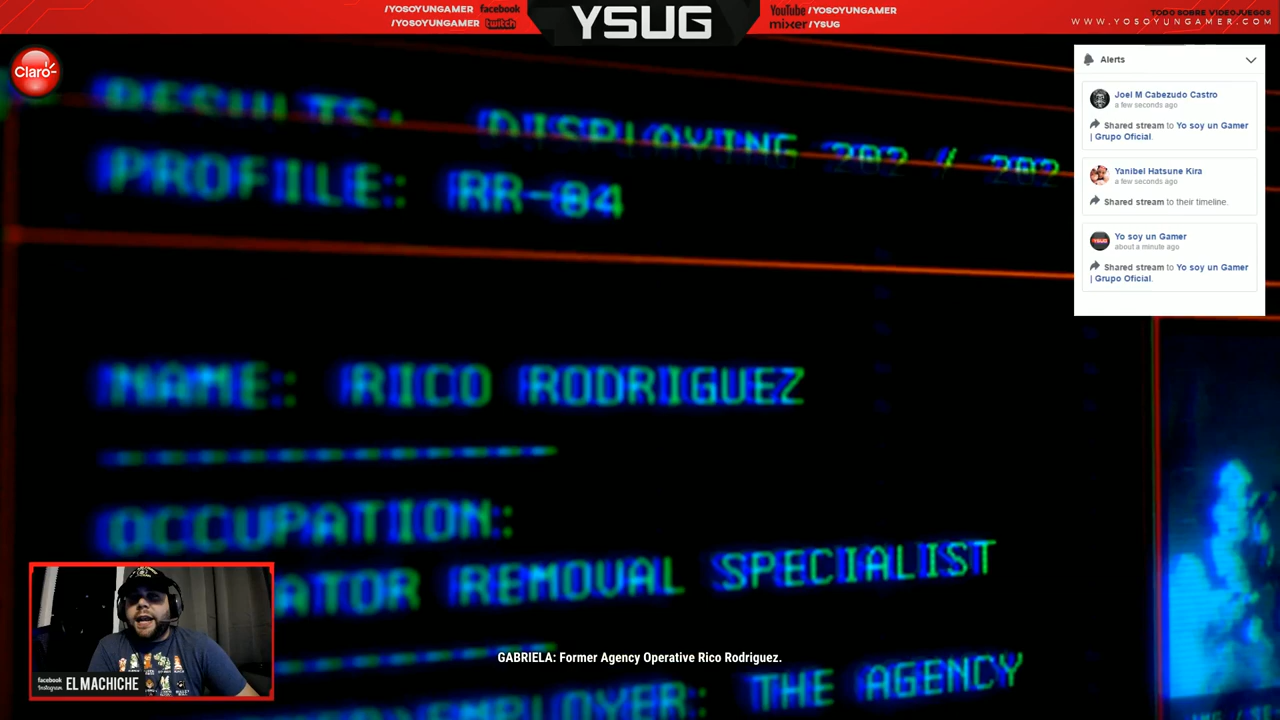 /YOSOYUNGAMER facebook
/YOSOYUNGAMER twitch
YSUG
YouTube /YOSOYUNGAMER
mixer /YSUG
TODO SOBRE VIDEOJUEGOS
WWW.YOSOYUNGAMER.COM
Claro
Alerts
Joel M Cabezudo Castro
a few seconds ago
Shared stream to Yo soy un Gamer
| Grupo Oficial.
Yanibel Hatsune Kira
a few seconds ago
Shared stream to their timeline.
YSUG
Yo soy un Gamer
about a minute ago
Shared stream to Yo soy un Gamer
| Grupo Oficial.
RESULTS: DISPLAYING 202 / 202
PROFILE: RR-04
NAME: RICO RODRIGUEZ
OCCUPATION:
ATOR REMOVAL SPECIALIST
EMPLOYER: THE AGENCY
facebook
Instagram EL MACHICHE
GABRIELA: Former Agency Operative Rico Rodriguez.